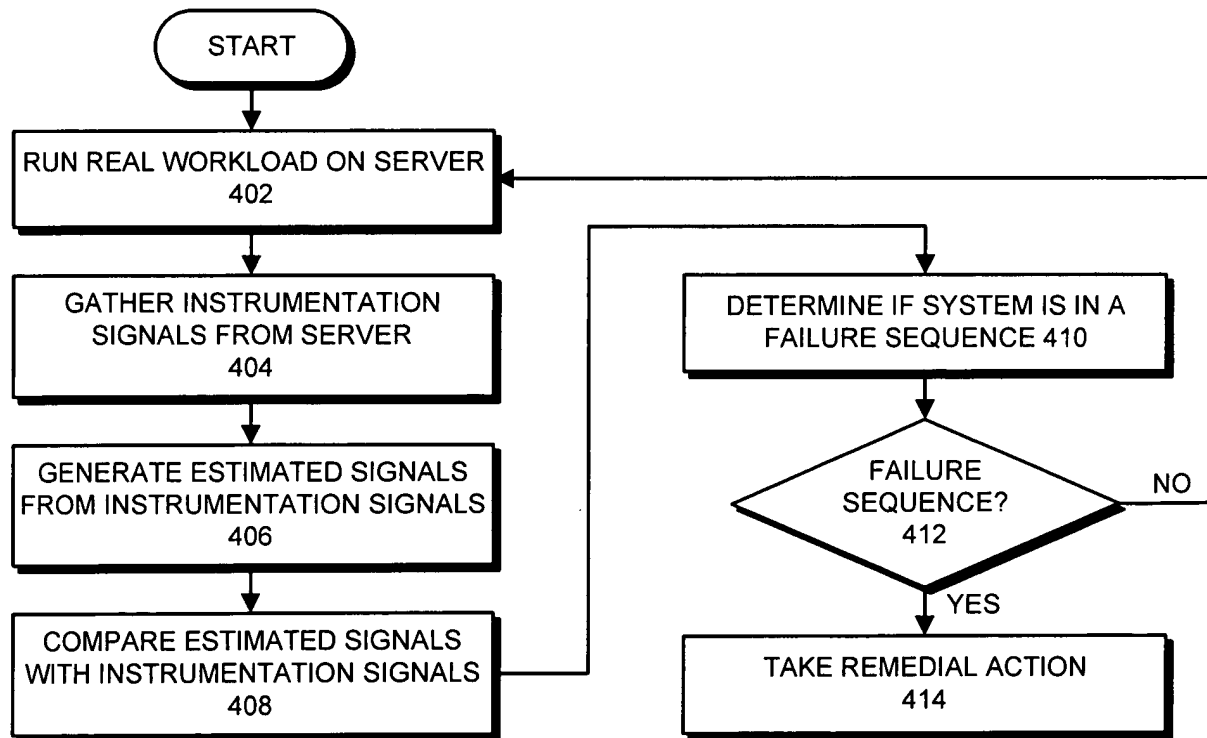 START
RUN REAL WORKLOAD ON SERVER
402
GATHER INSTRUMENTATION
SIGNALS FROM SERVER
404
GENERATE ESTIMATED SIGNALS
FROM INSTRUMENTATION SIGNALS
406
COMPARE ESTIMATED SIGNALS
WITH INSTRUMENTATION SIGNALS
408
DETERMINE IF SYSTEM IS IN A
FAILURE SEQUENCE 410
FAILURE
SEQUENCE?
412
NO
YES
TAKE REMEDIAL ACTION
414